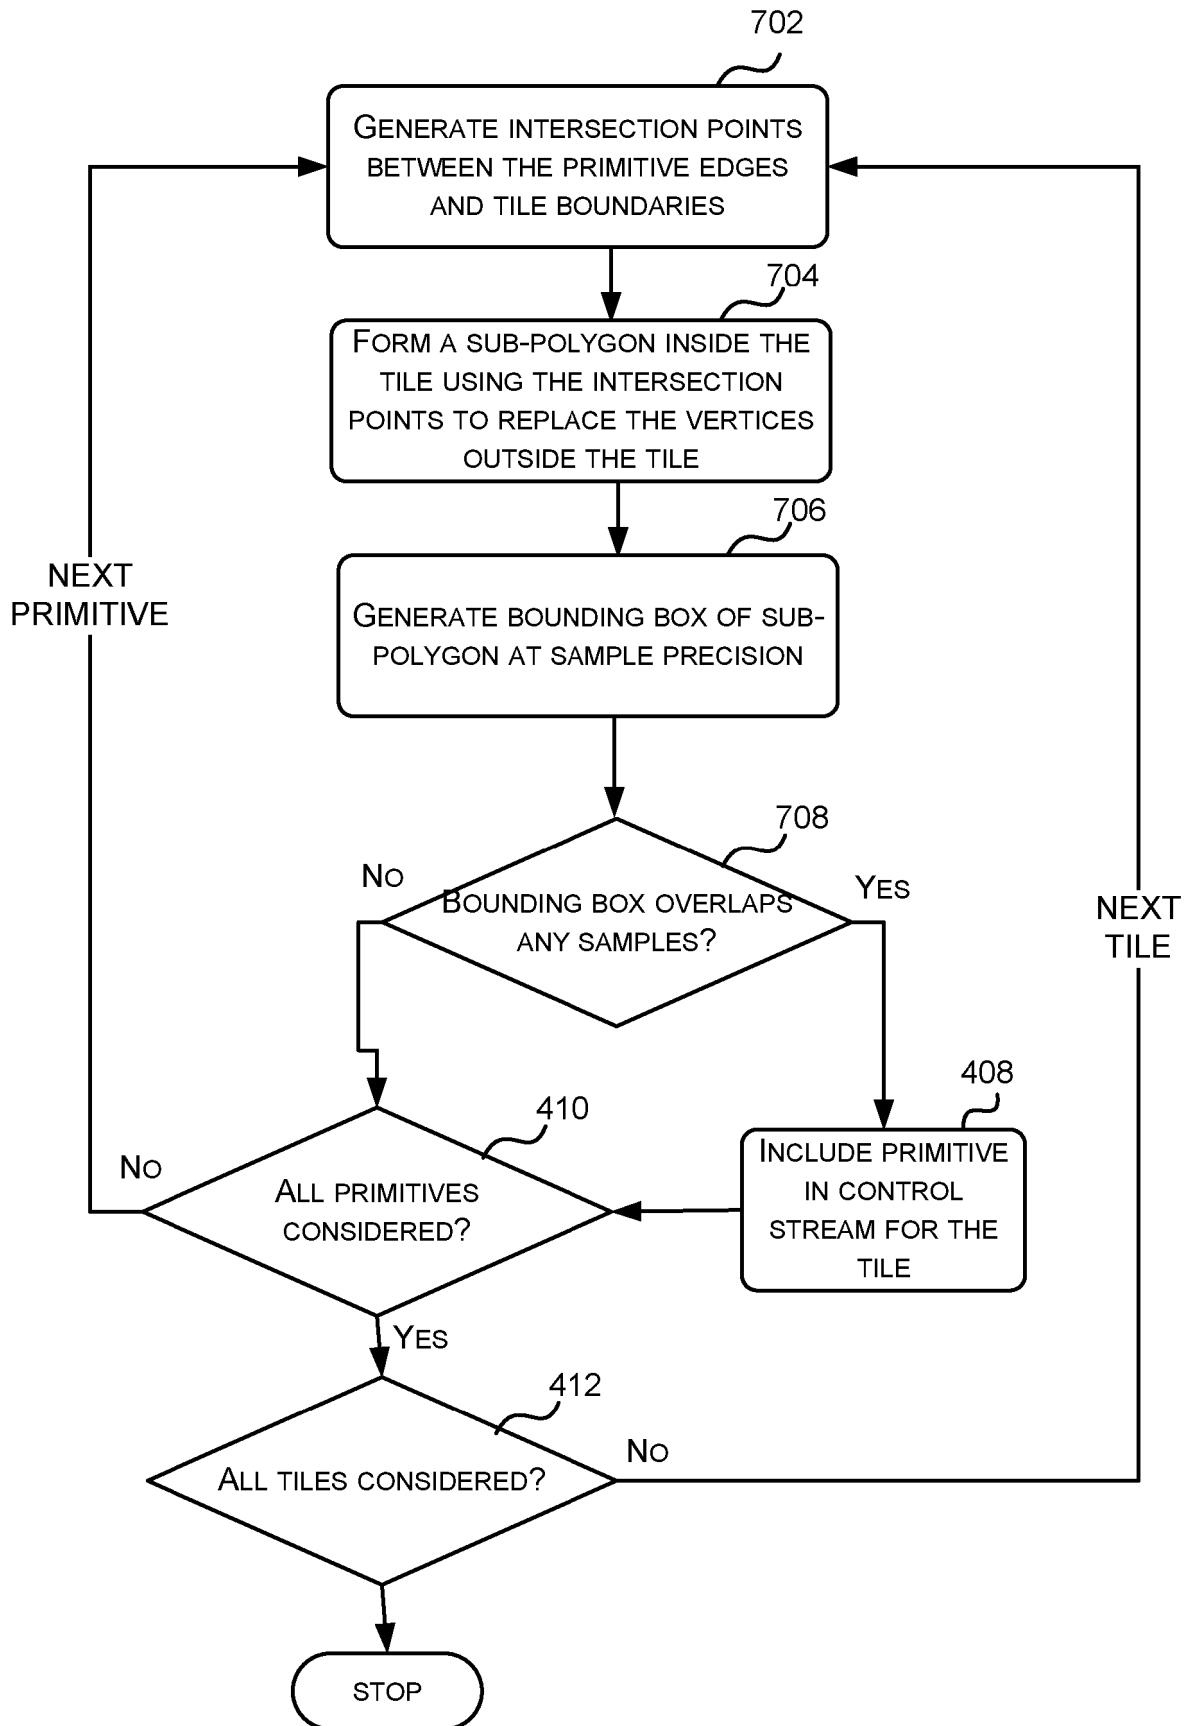 702
GENERATE INTERSECTION POINTS
BETWEEN THE PRIMITIVE EDGES
AND TILE BOUNDARIES
704
FORM A SUB-POLYGON INSIDE THE
TILE USING THE INTERSECTION
POINTS TO REPLACE THE VERTICES
OUTSIDE THE TILE
706
NEXT
PRIMITIVE
GENERATE BOUNDING BOX OF SUB-
POLYGON AT SAMPLE PRECISION
708
NO
YES
BOUNDING BOX OVERLAPS
ANY SAMPLES?
NEXT
TILE
408
410
NO
ALL PRIMITIVES
CONSIDERED?
INCLUDE PRIMITIVE
IN CONTROL
STREAM FOR THE
TILE
YES
412
NO
ALL TILES CONSIDERED?
STOP